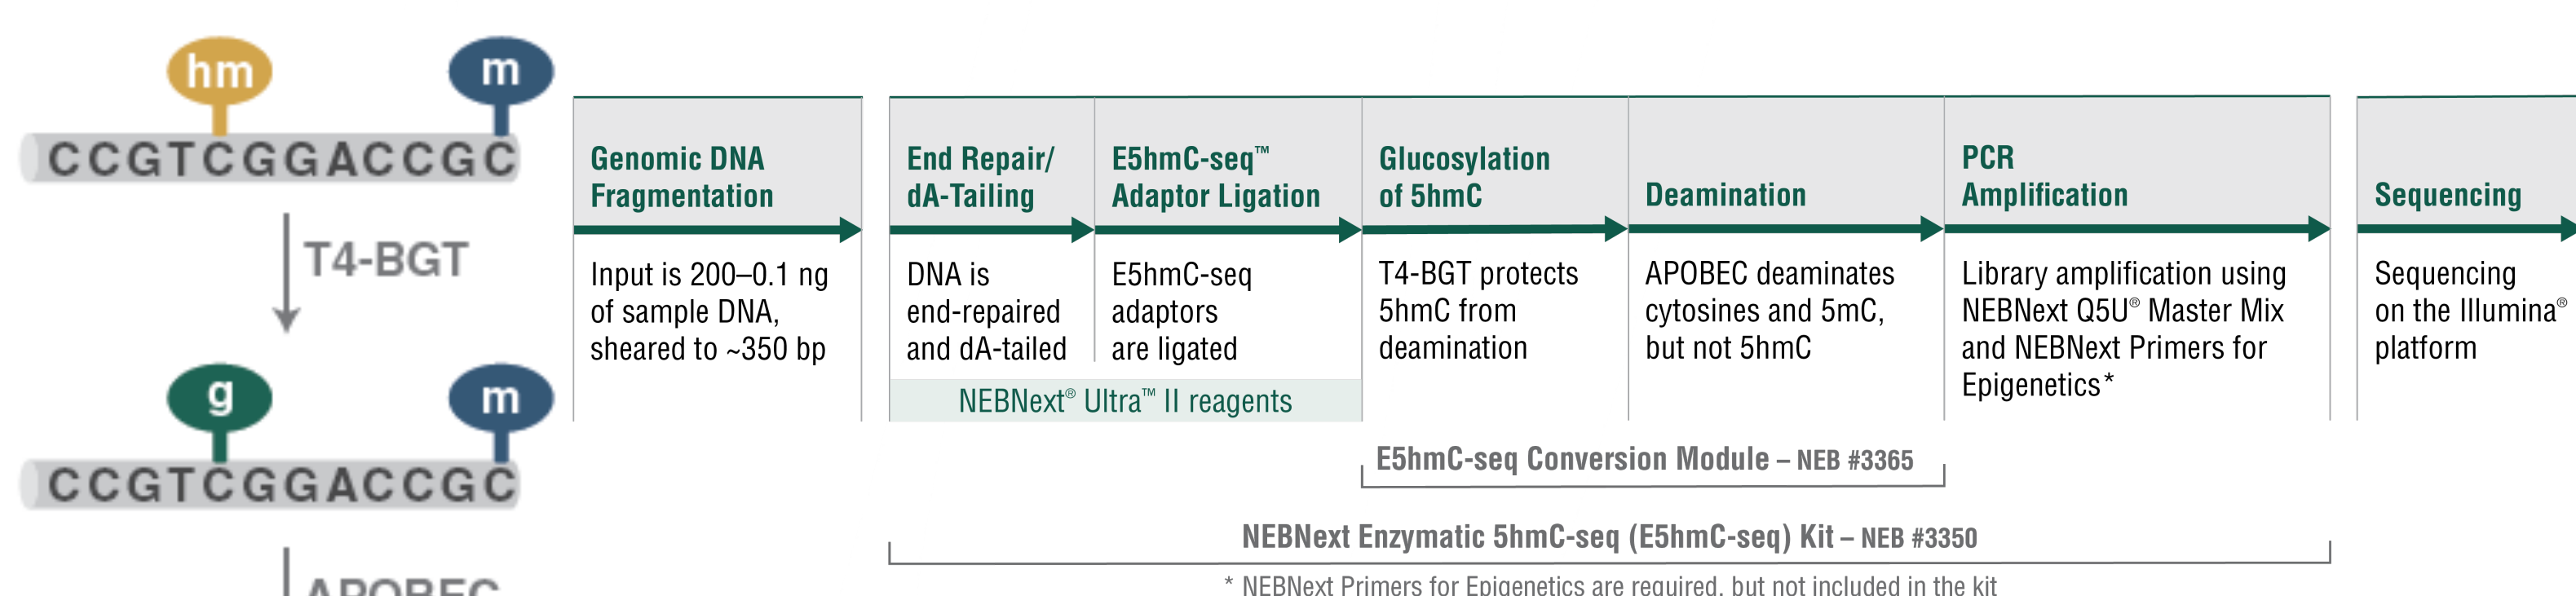 hm
m
CCGTCGGACCGC
T4-BGT
g
m
CCGTCGGACCGC
APOBEC
Genomic DNA
Fragmentation
Input is 200–0.1 ng
of sample DNA,
sheared to ~350 bp
End Repair/
dA-Tailing
DNA is
end-repaired
and dA-tailed
E5hmC-seq™
Adaptor Ligation
E5hmC-seq
adaptors
are ligated
NEBNext® Ultra™ II reagents
Glucosylation
of 5hmC
T4-BGT protects
5hmC from
deamination
Deamination
APOBEC deaminates
cytosines and 5mC,
but not 5hmC
PCR
Amplification
Library amplification using
NEBNext Q5U® Master Mix
and NEBNext Primers for
Epigenetics*
Sequencing
Sequencing
on the Illumina®
platform
E5hmC-seq Conversion Module – NEB #3365
NEBNext Enzymatic 5hmC-seq (E5hmC-seq) Kit – NEB #3350
* NEBNext Primers for Epigenetics are required, but not included in the kit